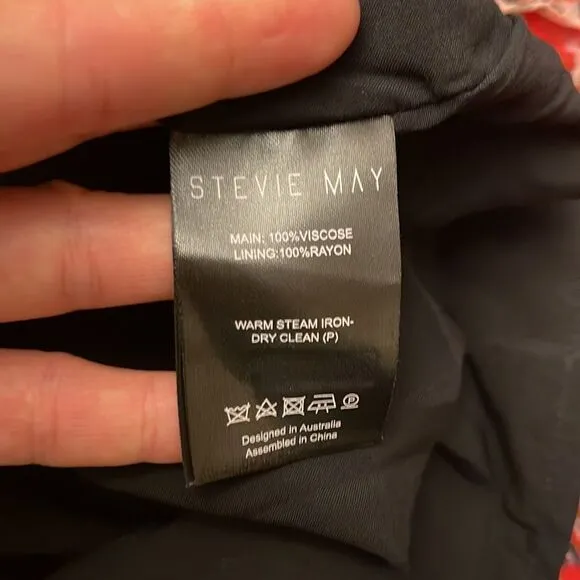 STEVIE MAY
MAIN: 100%VISCOSE
LINING:100%RAYON
WARM STEAM IRON-
DRY CLEAN (P)
P
Designed in Australia
Assembled in China